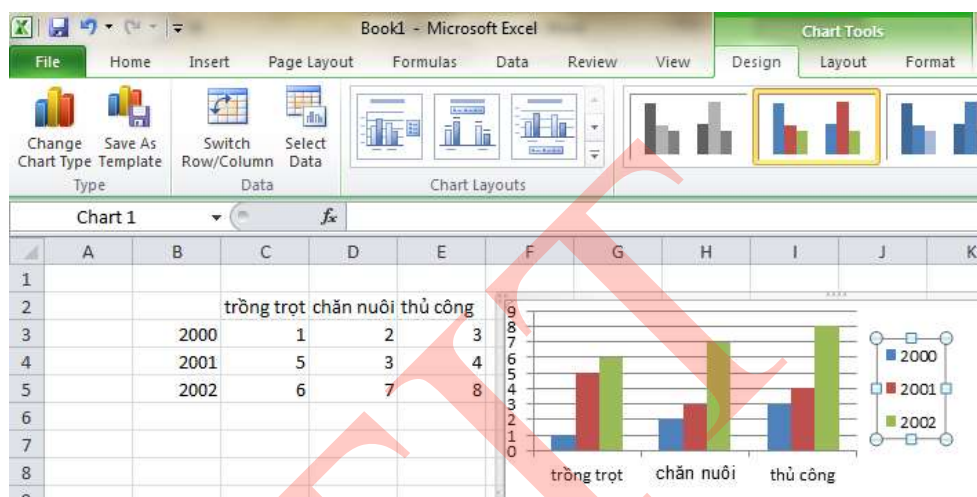 Book1 - Microsoft Excel
Chart Tools
File Home Insert Page Layout Formulas Data Review View Design Layout Format
Change Chart Type
Save As Template
Switch Row/Column
Select Data
Type Data Chart Layouts
Chart 1 fx
A B C D E F G H I J K
1
2 trồng trọt chăn nuôi thủ công
3 2000 1 2 3
4 2001 5 3 4
5 2002 6 7 8
6
7
8
9
8
7
6
5
4
3
2
1
0
trồng trọt chăn nuôi thủ công
2000
2001
2002